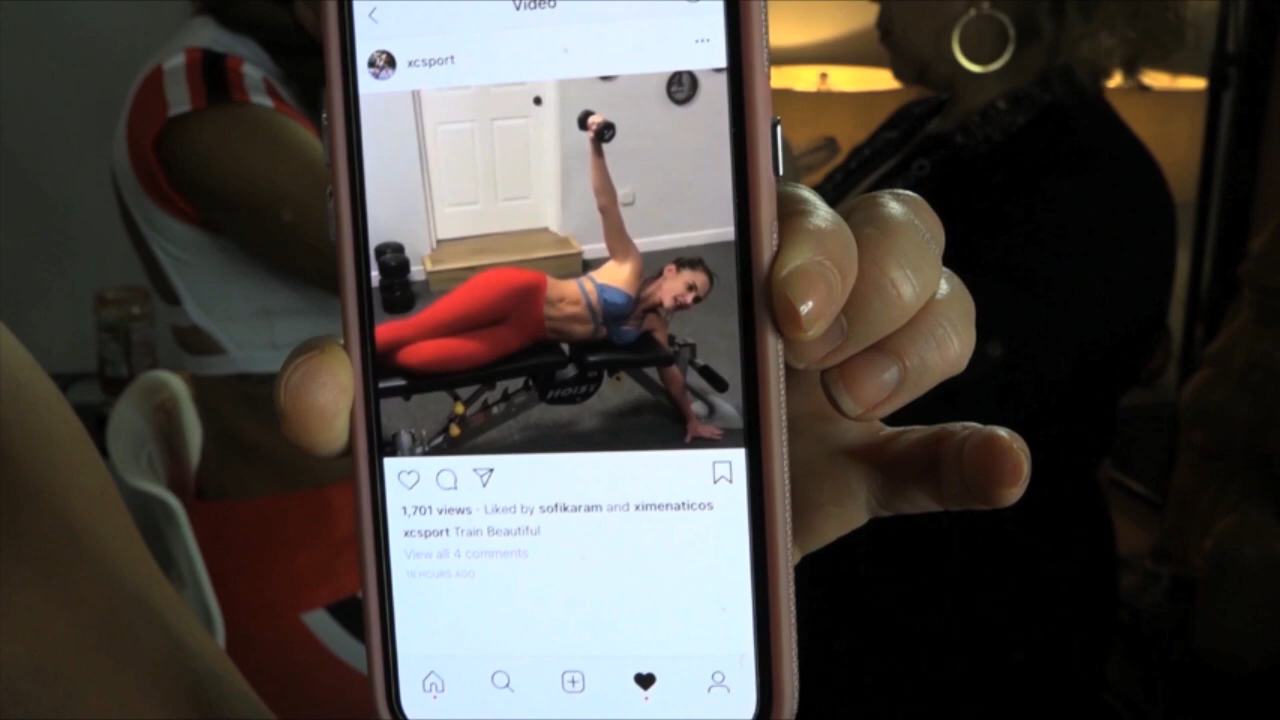 Video
xcsport
HOIST
1,701 views · Liked by sofikaram and ximenaticos
xcsport Train Beautiful
View all 4 comments